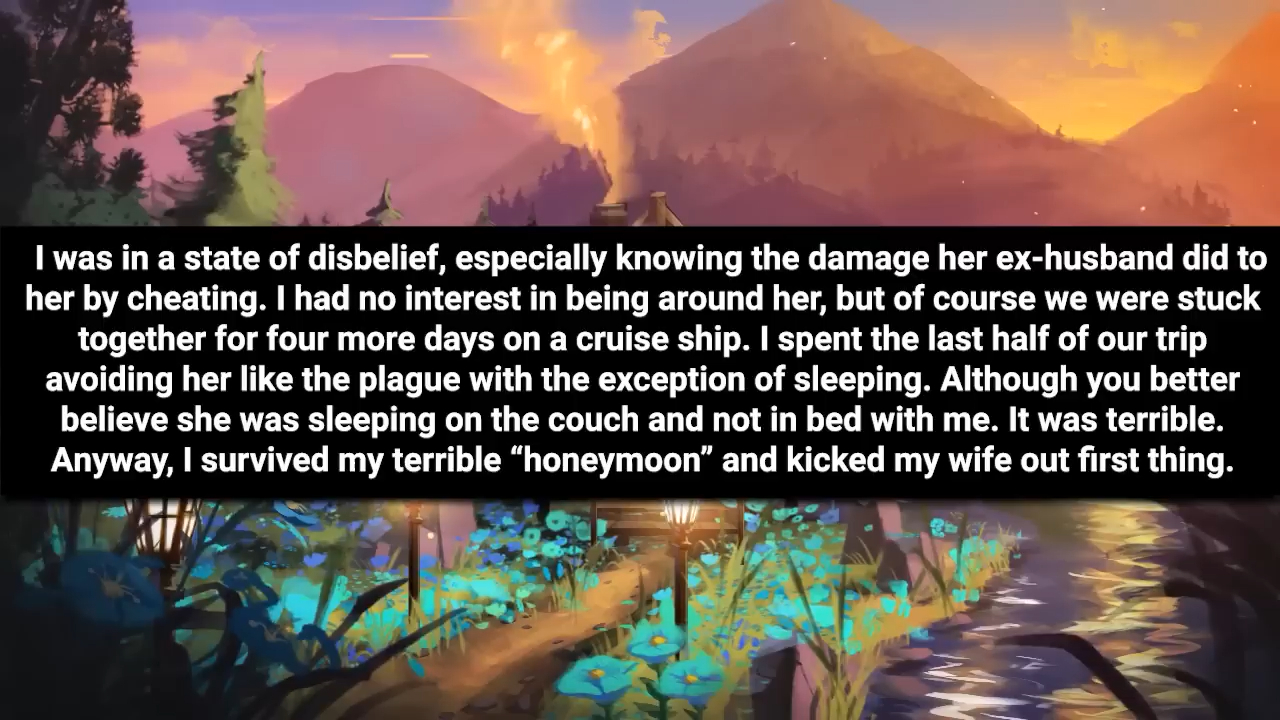 I was in a state of disbelief, especially knowing the damage her ex-husband did to
her by cheating. I had no interest in being around her, but of course we were stuck
together for four more days on a cruise ship. I spent the last half of our trip
avoiding her like the plague with the exception of sleeping. Although you better
believe she was sleeping on the couch and not in bed with me. It was terrible.
Anyway, I survived my terrible “honeymoon” and kicked my wife out first thing.